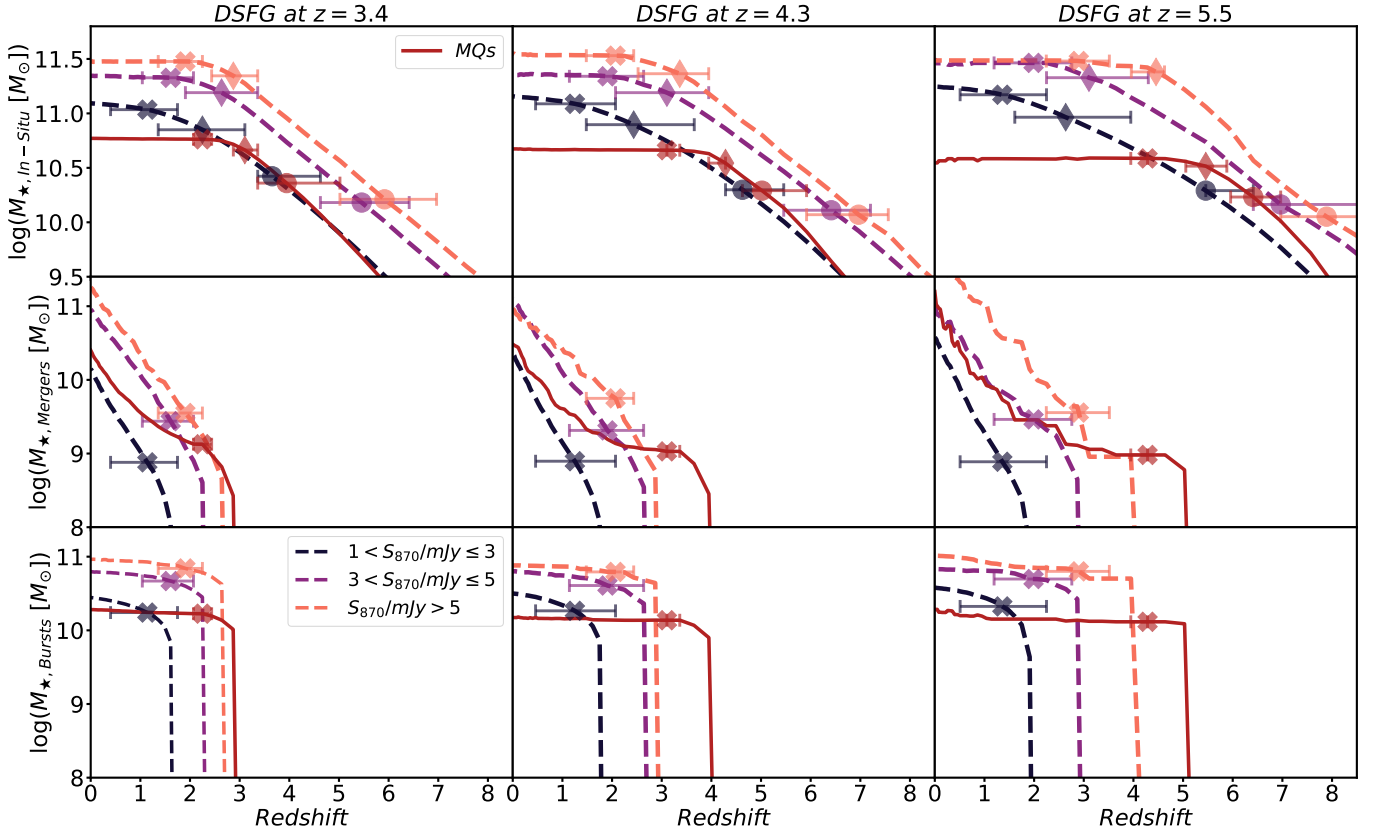 DSFG at z = 3.4
DSFG at z = 4.3
DSFG at z = 5.5
log(M★, In−Situ [M⊙])
11.5
11.0
10.5
10.0
9.5
MQs
log(M★, Mergers [M⊙])
11
10
9
8
log(M★, Bursts [M⊙])
11
10
9
8
1 < S870/mJy ≤ 3
3 < S870/mJy ≤ 5
S870/mJy > 5
0 1 2 3 4 5 6 7 8
0 1 2 3 4 5 6 7 8
0 1 2 3 4 5 6 7 8
Redshift
Redshift
Redshift